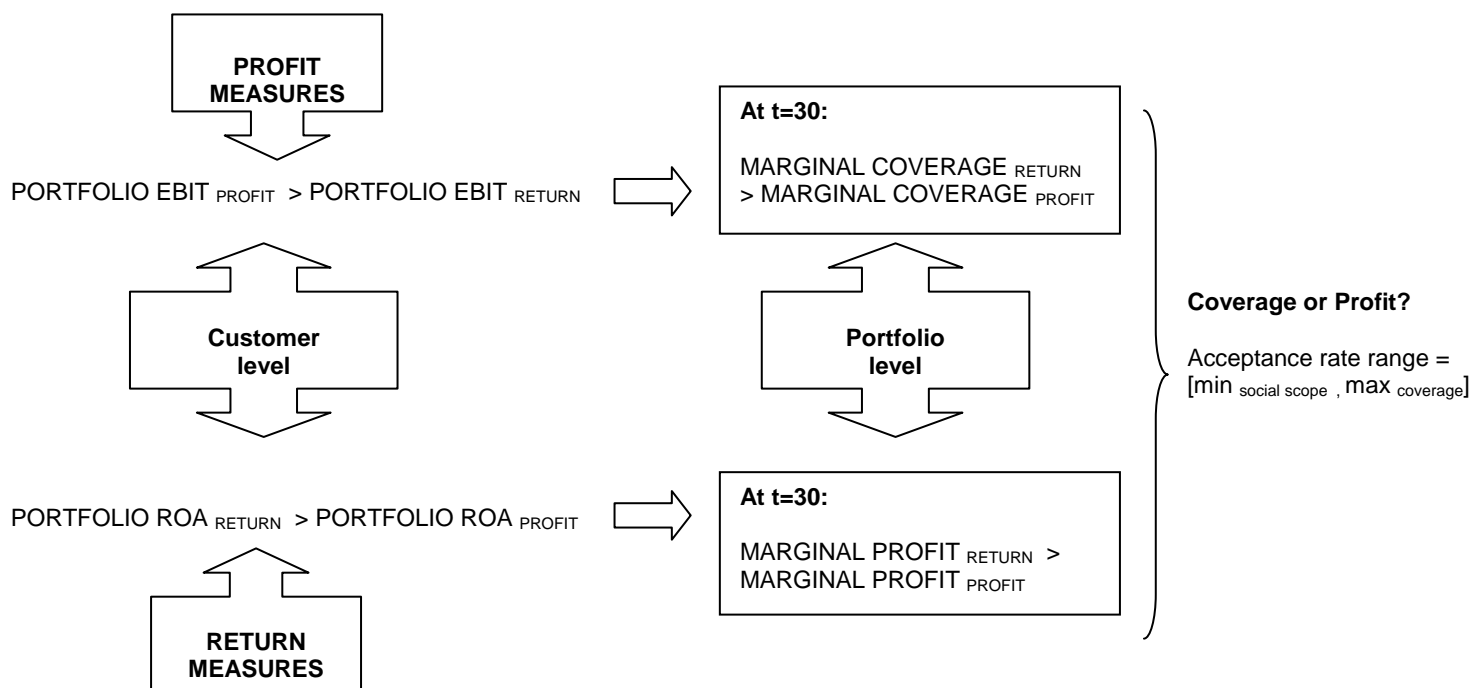 PROFIT
MEASURES
At t=30:
MARGINAL COVERAGE RETURN
> MARGINAL COVERAGE PROFIT
PORTFOLIO EBIT PROFIT > PORTFOLIO EBIT RETURN
Customer
level
Portfolio
level
Coverage or Profit?
Acceptance rate range =
[min social scope , max coverage]
PORTFOLIO ROA RETURN > PORTFOLIO ROA PROFIT
At t=30:
MARGINAL PROFIT RETURN >
MARGINAL PROFIT PROFIT
RETURN
MEASURES